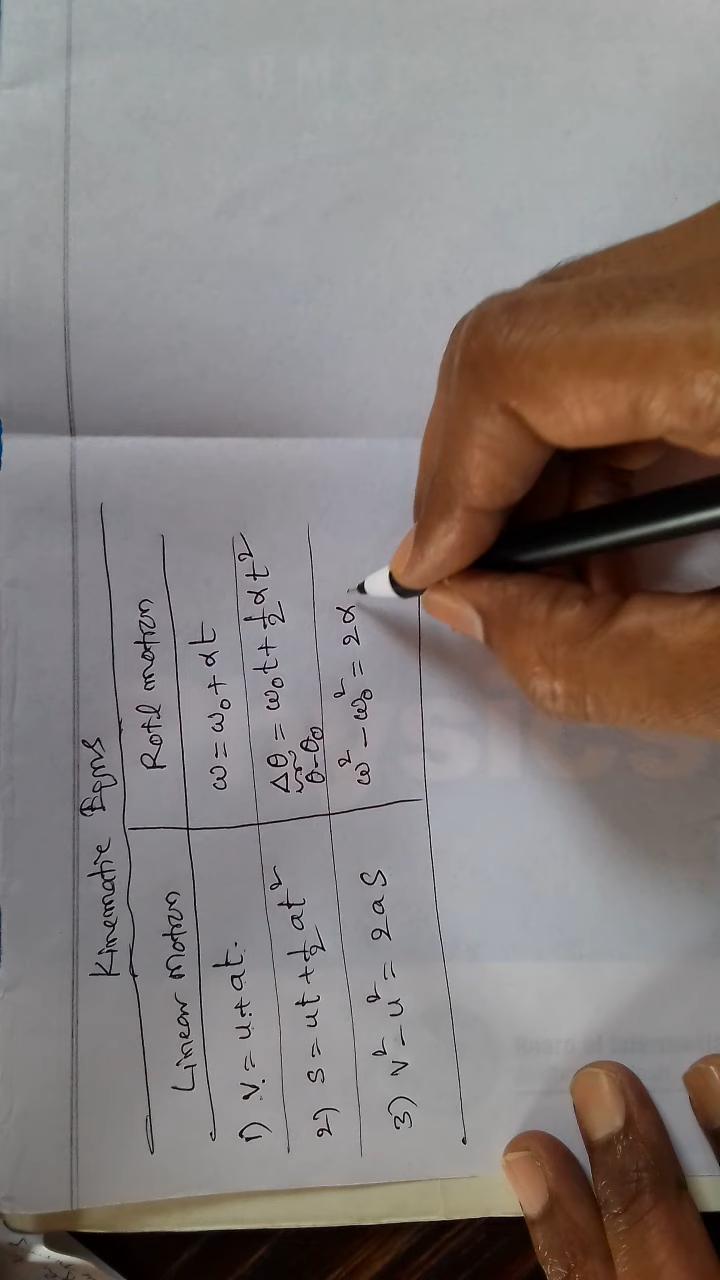 Kinematic Eqns
Linear Motion Rotl motion
1) v = u + at. ω = ω₀ + αt
2) s = ut + ½at² Δθ = ω₀t + ½αt²
θ-θ₀
3) v² - u² = 2as ω² - ω₀² = 2α